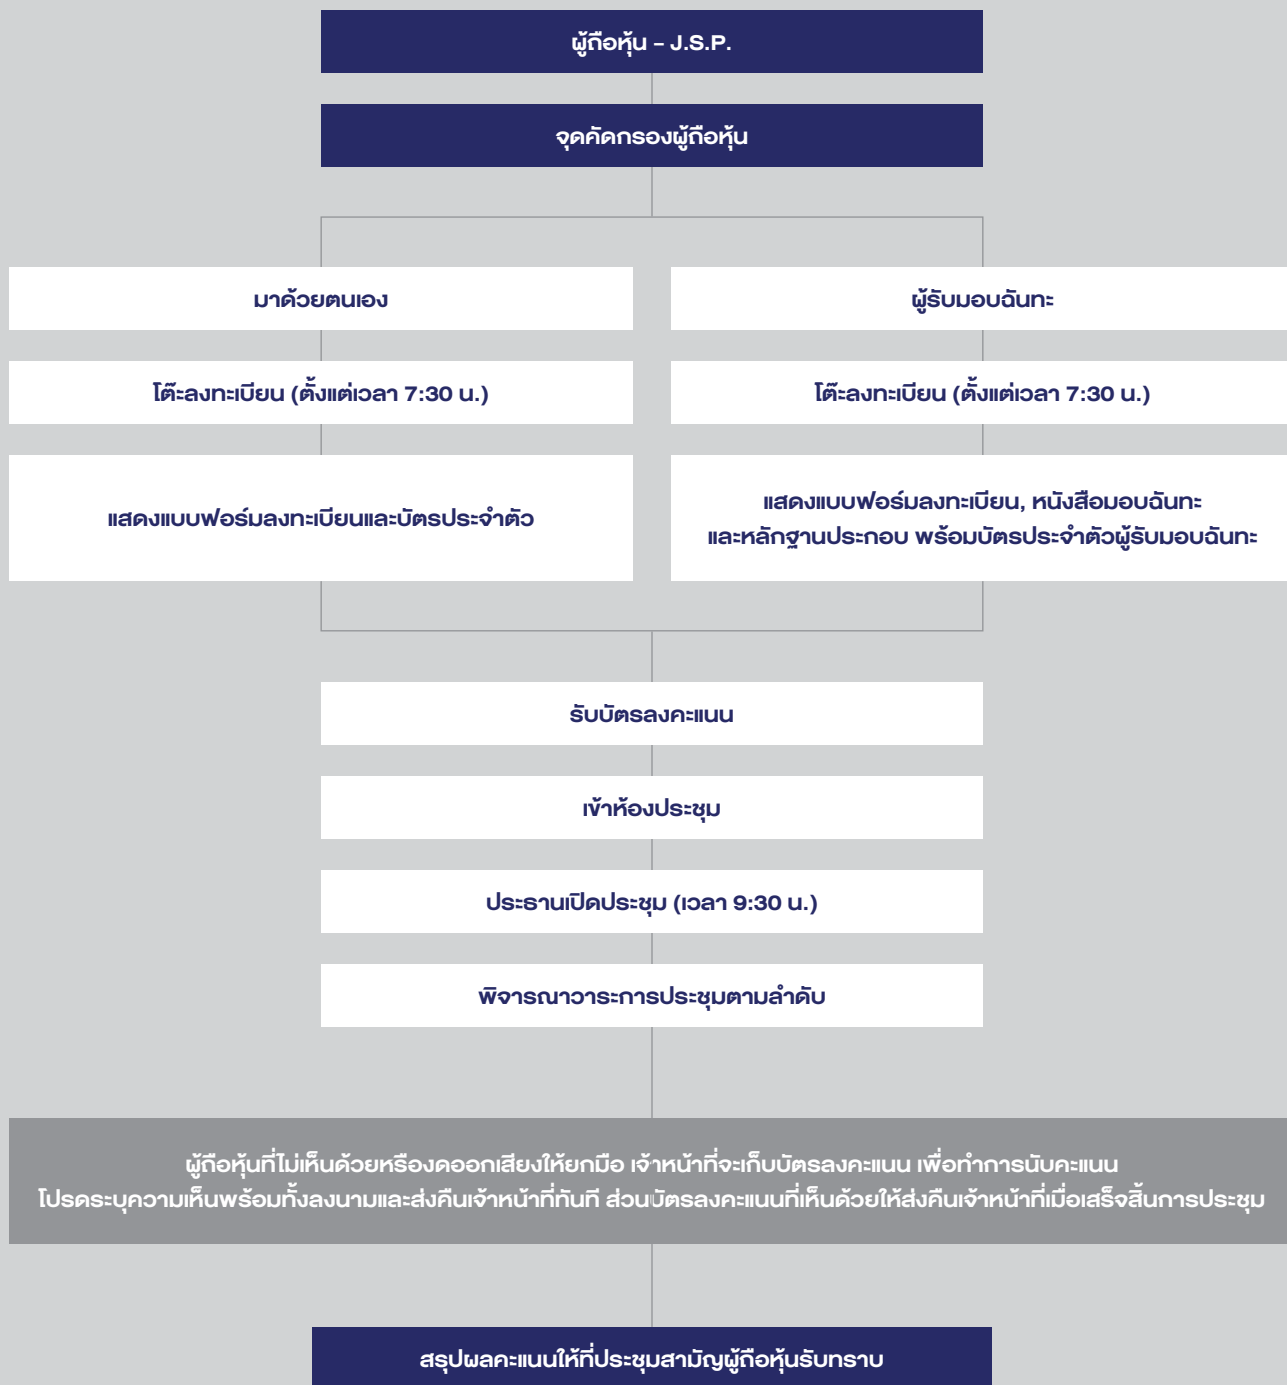 ผู้ถือหุ้น - J.S.P.
จุดคัดกรองผู้ถือหุ้น
มาด้วยตนเอง
ผู้รับมอบฉันทะ
โต๊ะลงทะเบียน (ตั้งแต่เวลา 7:30 น.)
โต๊ะลงทะเบียน (ตั้งแต่เวลา 7:30 น.)
แสดงแบบฟอร์มลงทะเบียนและบัตรประจำตัว
แสดงแบบฟอร์มลงทะเบียน, หนังสือมอบฉันทะ
และหลักฐานประกอบ พร้อมบัตรประจำตัวผู้รับมอบฉันทะ
รับบัตรลงคะแนน
เข้าห้องประชุม
ประธานเปิดประชุม (เวลา 9:30 น.)
พิจารณาวาระการประชุมตามลำดับ
ผู้ถือหุ้นที่ไม่เห็นด้วยหรืองดออกเสียงให้ยกมือ เจ้าหน้าที่จะเก็บบัตรลงคะแนน เพื่อทำการนับคะแนน
โปรดระบุความเห็นพร้อมทั้งลงนามและส่งคืนเจ้าหน้าที่ทันที ส่วนบัตรลงคะแนนที่เห็นด้วยให้ส่งคืนเจ้าหน้าที่เมื่อเสร็จสิ้นการประชุม
สรุปผลคะแนนให้ที่ประชุมสามัญผู้ถือหุ้นรับทราบ